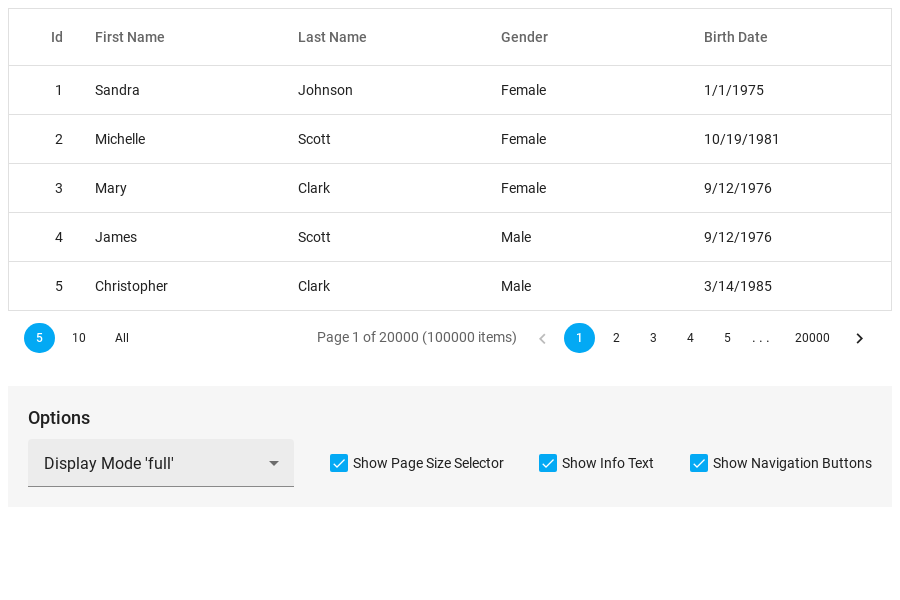 Id First Name Last Name Gender Birth Date
1 Sandra Johnson Female 1/1/1975
2 Michelle Scott Female 10/19/1981
3 Mary Clark Female 9/12/1976
4 James Scott Male 9/12/1976
5 Christopher Clark Male 3/14/1985
5 10 All Page 1 of 20000 (100000 items) 1 2 3 4 5 . . . 20000
Options
Display Mode 'full' Show Page Size Selector Show Info Text Show Navigation Buttons